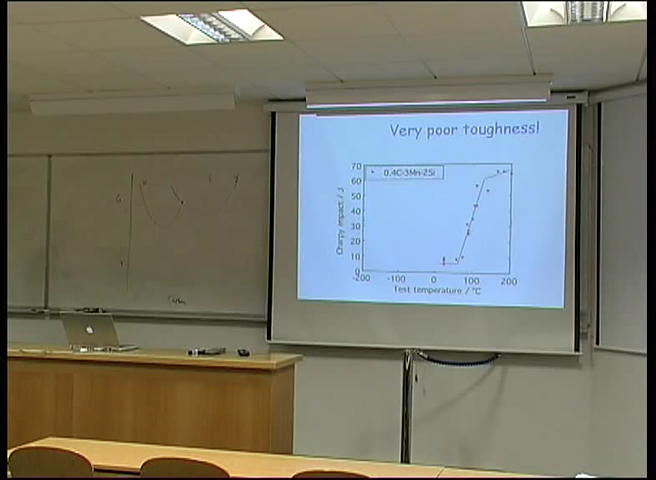 Very poor toughness!
70
0.4C-3Mn-2Si
60
50
40
30
20
10
0
Charpy impact / J
-200 -100 0 100 200
Test temperature / °C